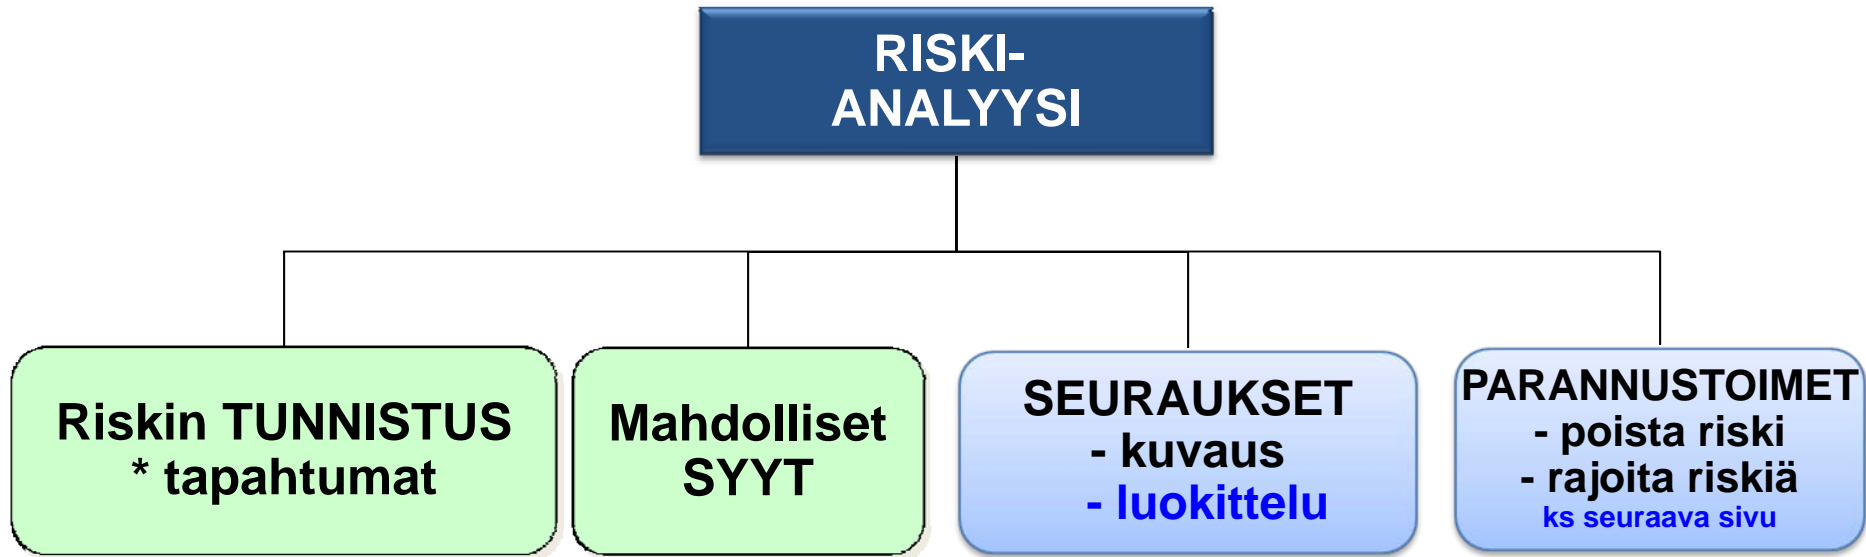 RISKI-
ANALYYSI
Riskin TUNNISTUS
* tapahtumat
Mahdolliset
SYYT
SEURAUKSET
- kuvaus
- luokittelu
PARANNUSTOIMET
- poista riski
- rajoita riskiä
ks seuraava sivu